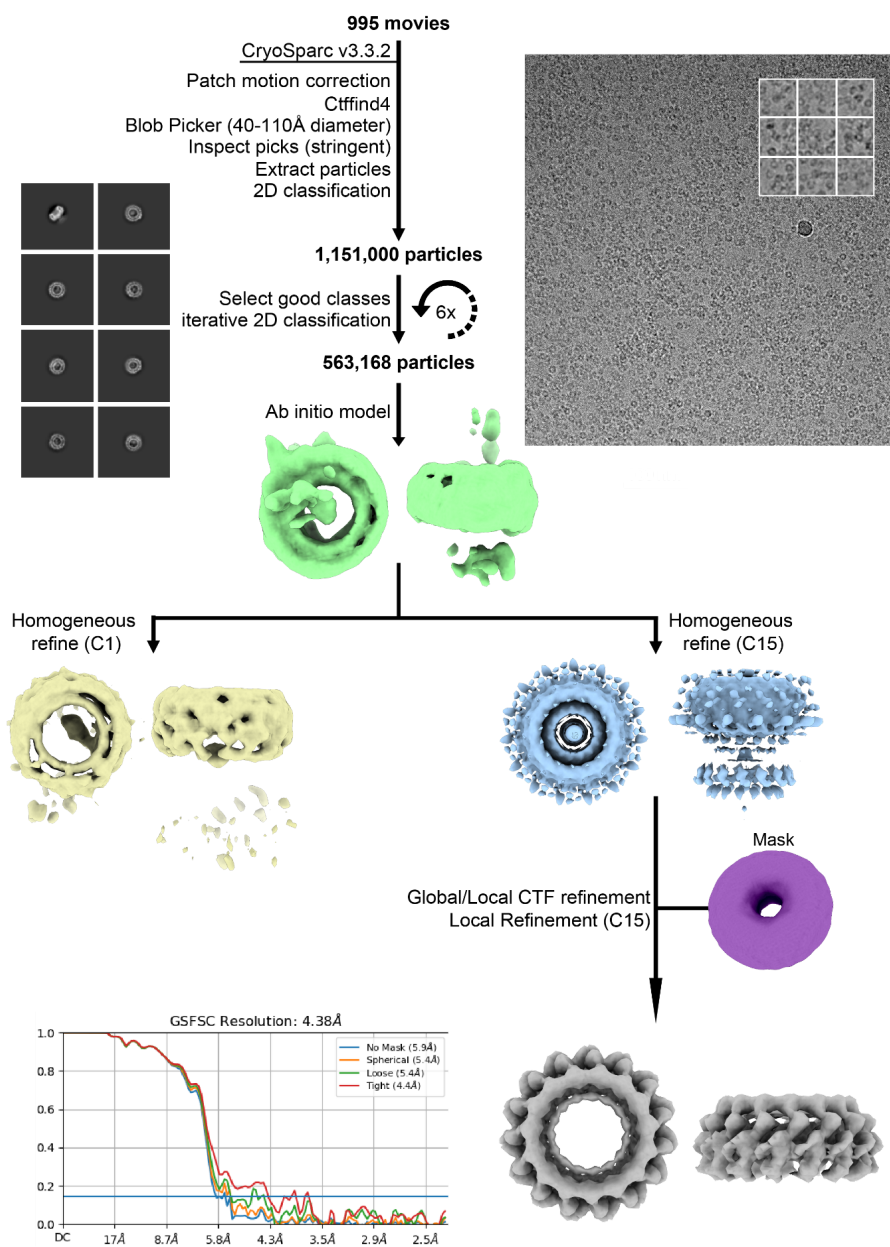 995 movies
CryoSparc v3.3.2
Patch motion correction
Ctffind4
Blob Picker (40-110Å diameter)
Inspect picks (stringent)
Extract particles
2D classification
1,151,000 particles
Select good classes
iterative 2D classification
6x
563,168 particles
Ab initio model
Homogeneous
refine (C1)
Homogeneous
refine (C15)
Mask
Global/Local CTF refinement
Local Refinement (C15)
GSFSC Resolution: 4.38Å
No Mask (5.9Å)
Spherical (5.4Å)
Loose (5.4Å)
Tight (4.4Å)
1.0
0.8
0.6
0.4
0.2
0.0
DC 17Å 8.7Å 5.8Å 4.3Å 3.5Å 2.9Å 2.5Å